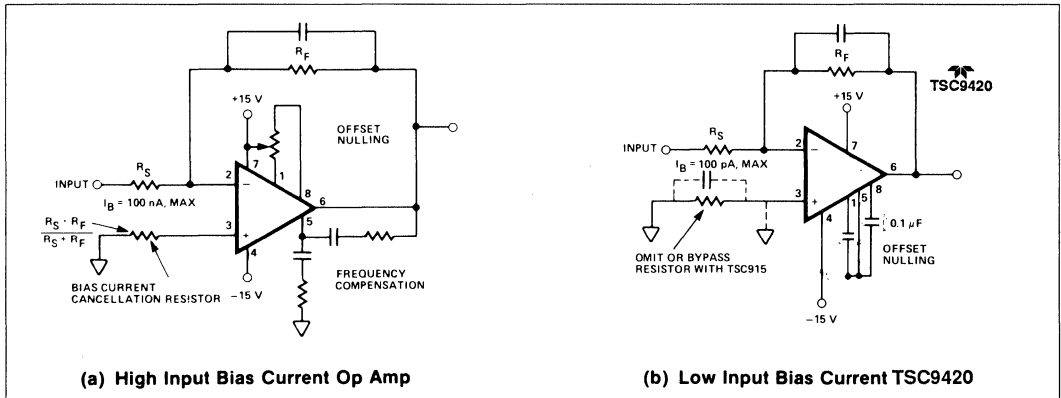 R_F
+15 V
OFFSET
NULLING
7
1
R_S
INPUT
2
−
8
6
I_B = 100 nA, MAX
5
R_S · R_F
R_S + R_F
3
+
4
FREQUENCY
COMPENSATION
BIAS CURRENT
CANCELLATION RESISTOR
−15 V
(a) High Input Bias Current Op Amp
R_F
TSC9420
+15 V
R_S
7
INPUT
2
−
6
I_B = 100 pA, MAX
8
5
1
3
+
4
0.1 µF
OFFSET
NULLING
OMIT OR BYPASS
RESISTOR WITH TSC915
−15 V
(b) Low Input Bias Current TSC9420